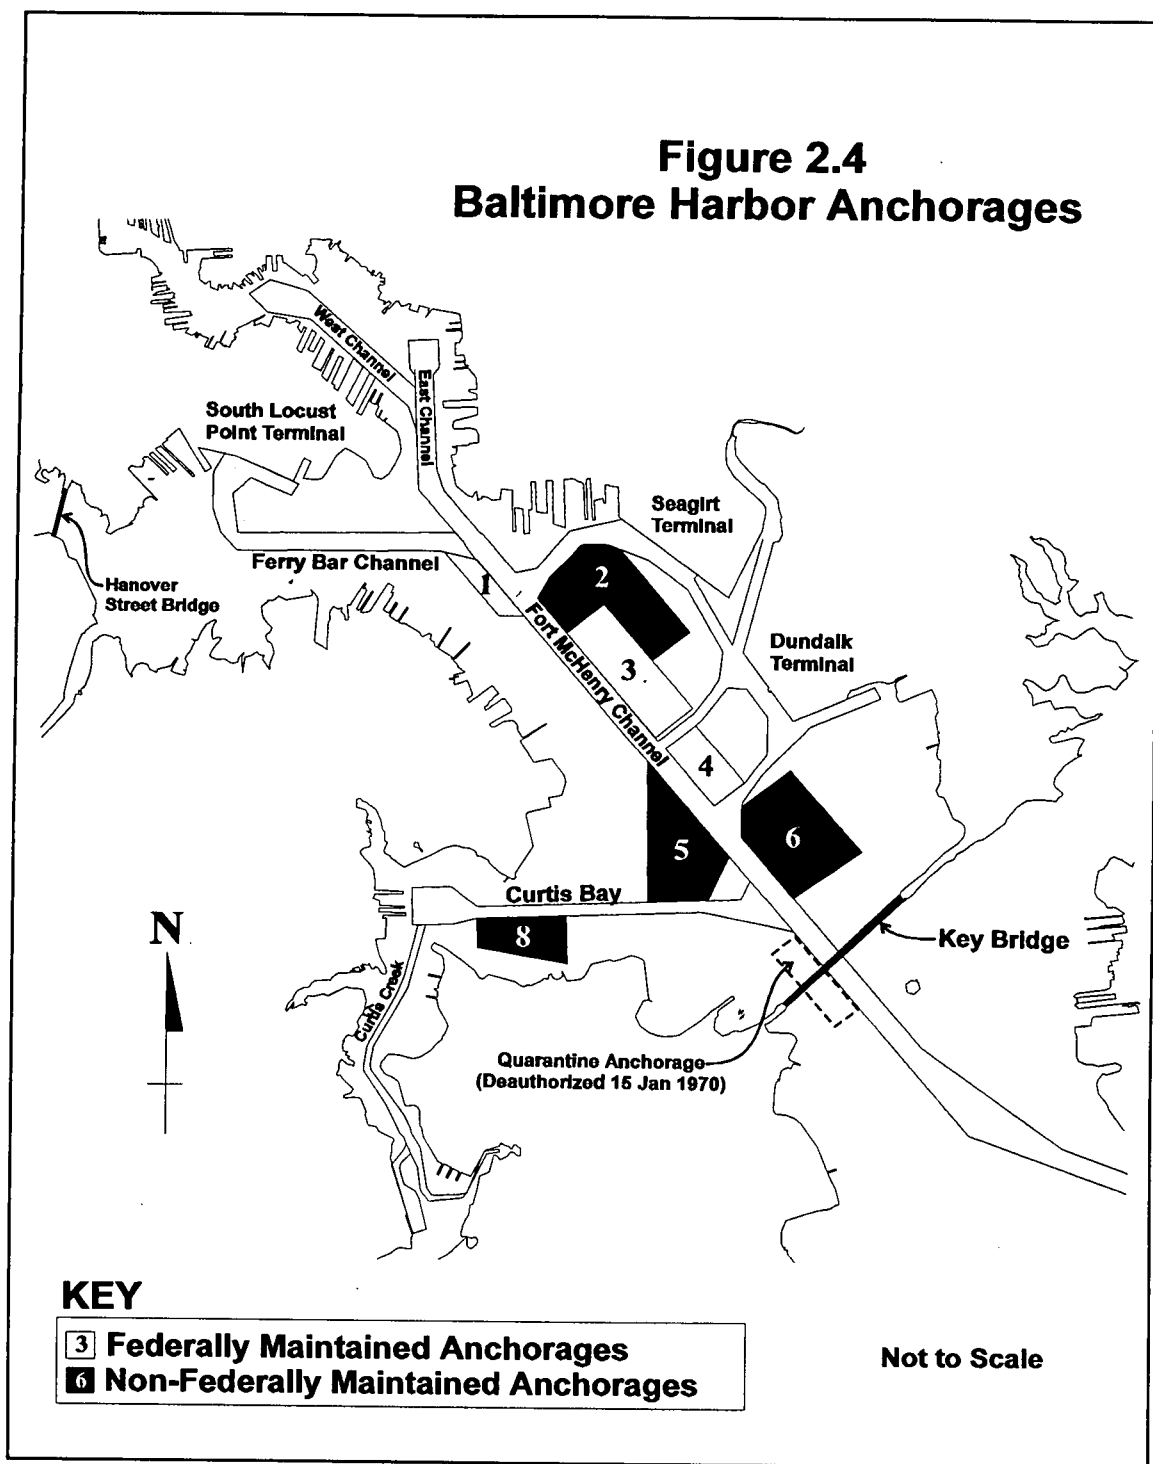 Figure 2.4
Baltimore Harbor Anchorages
West Channel
East Channel
South Locust
Point Terminal
Seagirt
Terminal
Ferry Bar Channel
Hanover
Street Bridge
1
2
Fort McHenry Channel
3
Dundalk
Terminal
4
5
6
Curtis Bay
8
N
Key Bridge
Curtis Creek
Quarantine Anchorage
(Deauthorized 15 Jan 1970)
KEY
3 Federally Maintained Anchorages
6 Non-Federally Maintained Anchorages
Not to Scale